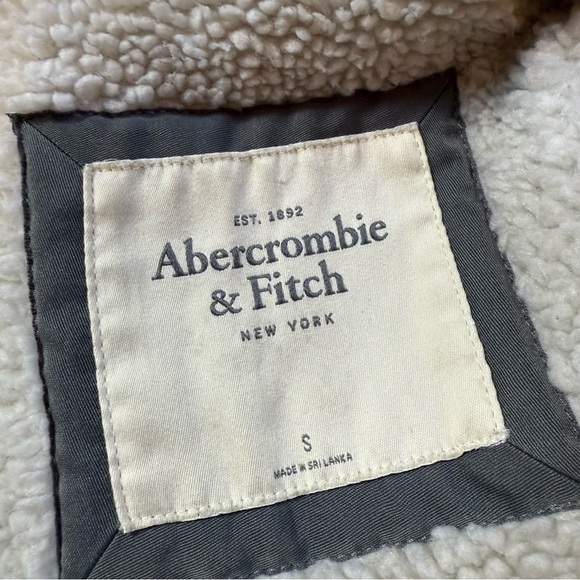 EST. 1892
Abercrombie
& Fitch
NEW YORK
S
MADE IN SRI LANKA